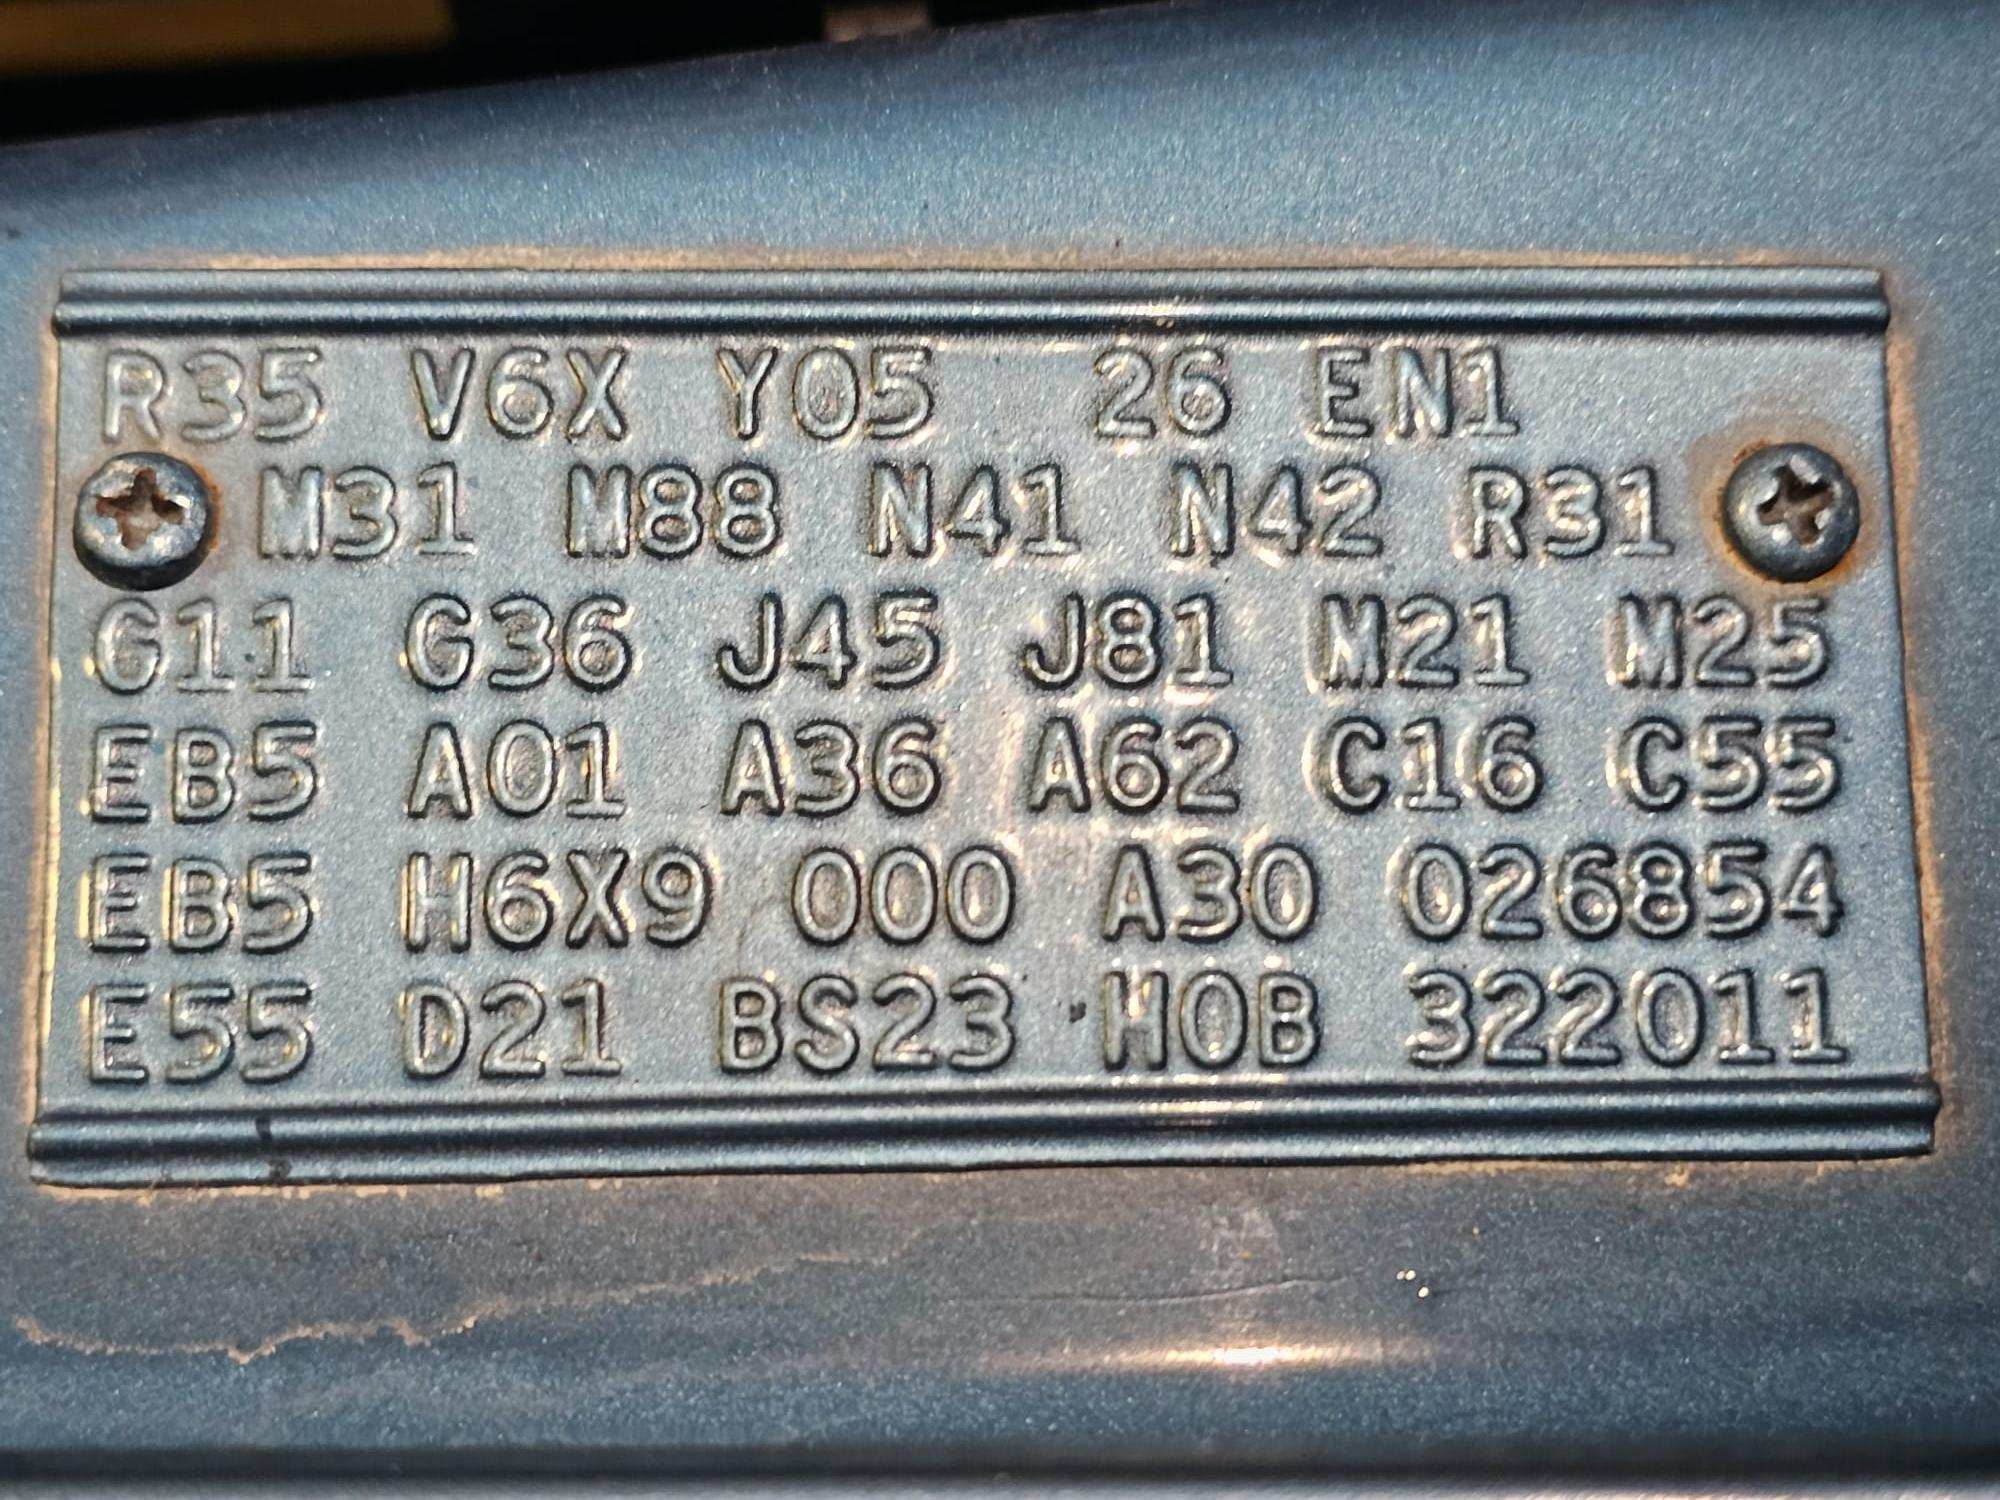 R35 V6X Y05 26 EN1
M31 M88 N41 N42 R31
G11 G36 J45 J81 M21 M25
EB5 A01 A36 A62 C16 C55
EB5 H6X9 000 A30 026854
E55 D21 BS23 H0B 322011